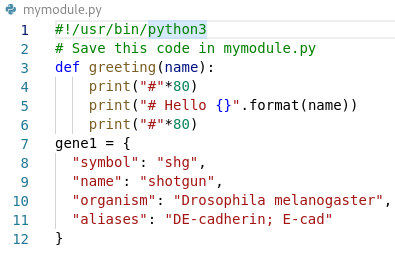 mymodule.py
1 #!/usr/bin/python3
2 # Save this code in mymodule.py
3 def greeting(name):
4     print("#"*80)
5     print("# Hello {}".format(name))
6     print("#"*80)
7 gene1 = {
8   "symbol": "shg",
9   "name": "shotgun",
10   "organism": "Drosophila melanogaster",
11   "aliases": "DE-cadherin; E-cad"
12 }